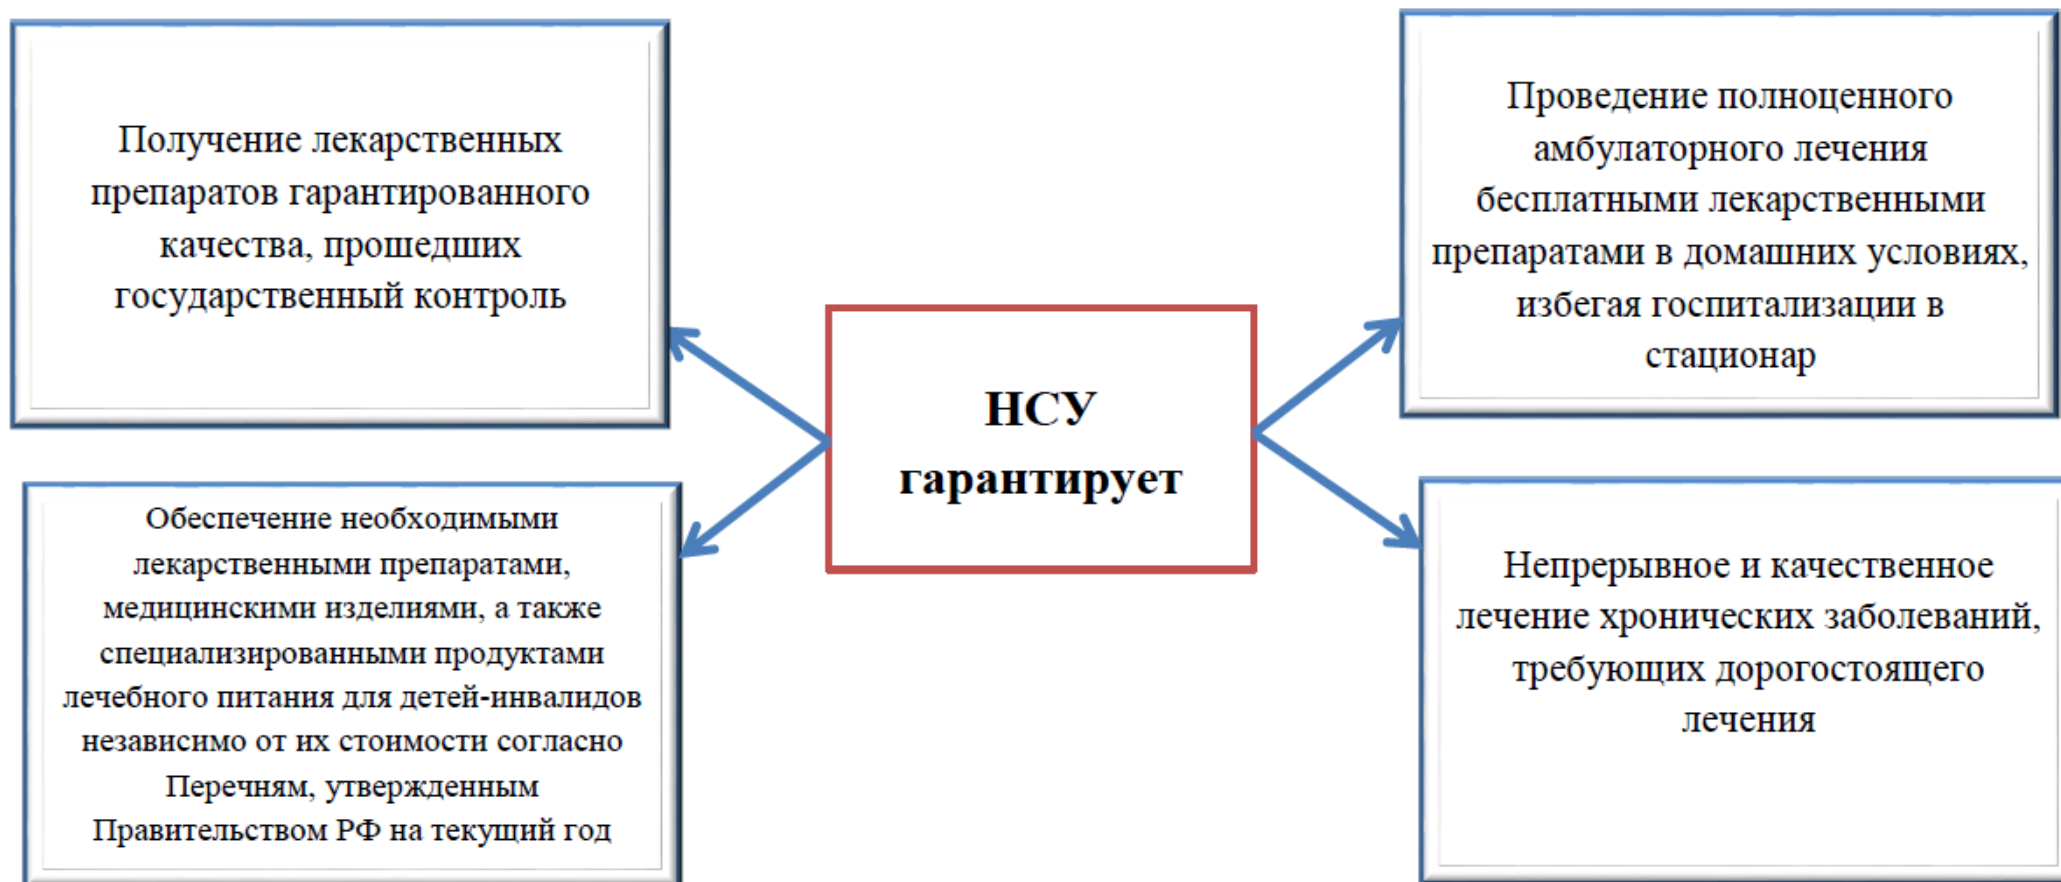 Получение лекарственных
препаратов гарантированного
качества, прошедших
государственный контроль
Проведение полноценного
амбулаторного лечения
бесплатными лекарственными
препаратами в домашних условиях,
избегая госпитализации в
стационар
НСУ
гарантирует
Обеспечение необходимыми
лекарственными препаратами,
медицинскими изделиями, а также
специализированными продуктами
лечебного питания для детей-инвалидов
независимо от их стоимости согласно
Перечням, утвержденным
Правительством РФ на текущий год
Непрерывное и качественное
лечение хронических заболеваний,
требующих дорогостоящего
лечения